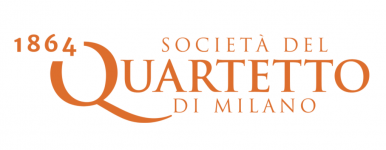 1864
SOCIETÀ DEL
QUARTETTO
DI MILANO